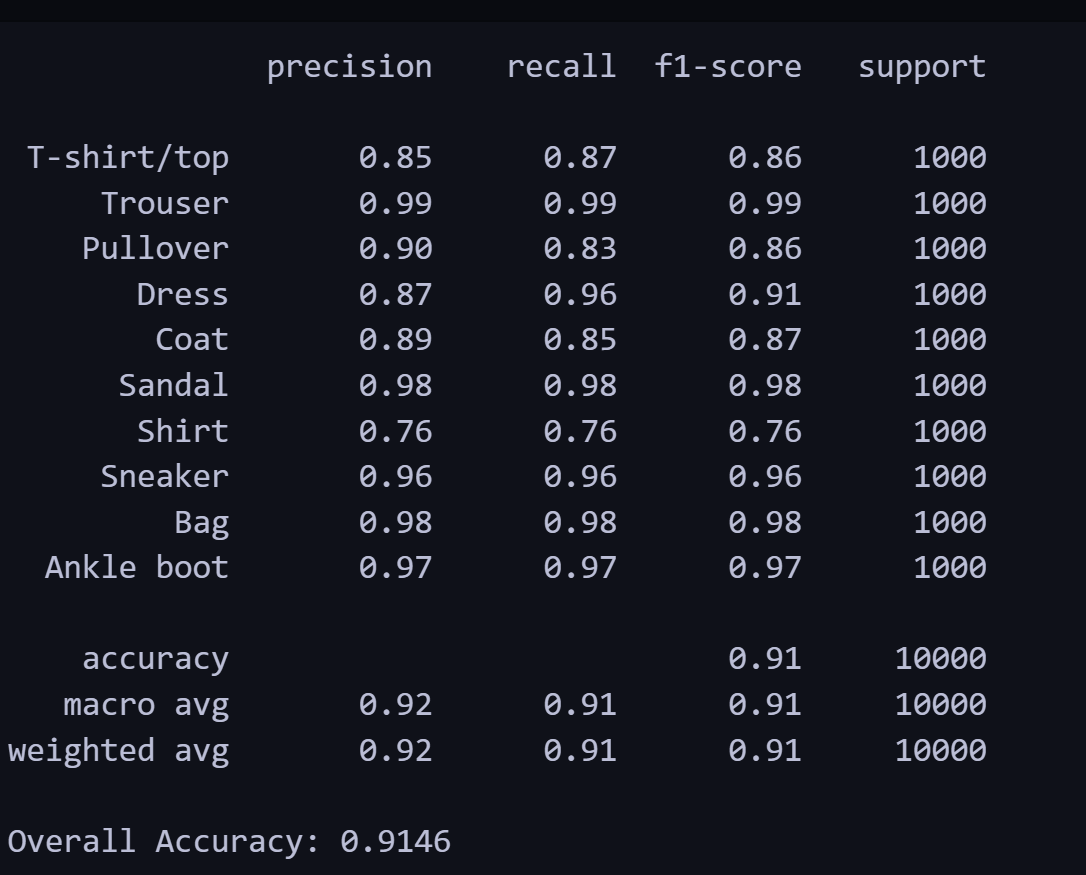 precision recall f1-score support
T-shirt/top 0.85 0.87 0.86 1000
Trouser 0.99 0.99 0.99 1000
Pullover 0.90 0.83 0.86 1000
Dress 0.87 0.96 0.91 1000
Coat 0.89 0.85 0.87 1000
Sandal 0.98 0.98 0.98 1000
Shirt 0.76 0.76 0.76 1000
Sneaker 0.96 0.96 0.96 1000
Bag 0.98 0.98 0.98 1000
Ankle boot 0.97 0.97 0.97 1000
accuracy 0.91 10000
macro avg 0.92 0.91 0.91 10000
weighted avg 0.92 0.91 0.91 10000
Overall Accuracy: 0.9146